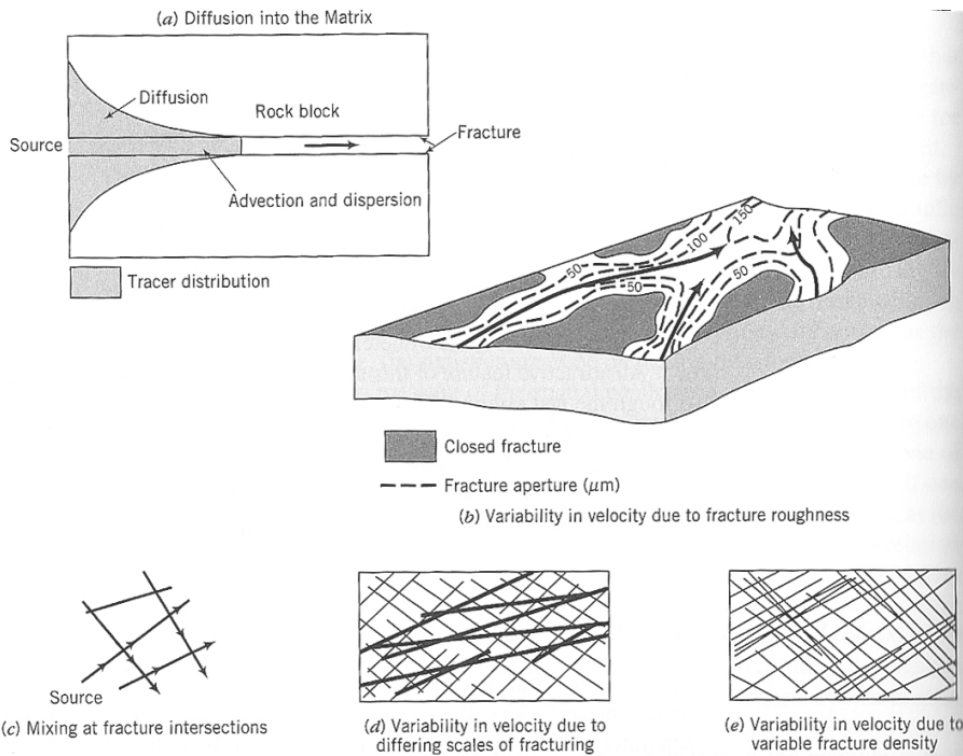 (a) Diffusion into the Matrix
Diffusion
Rock block
Source
Fracture
Advection and dispersion
Tracer distribution
50
100
150
50
50
Closed fracture
Fracture aperture (μm)
(b) Variability in velocity due to fracture roughness
Source
(c) Mixing at fracture intersections
(d) Variability in velocity due to
differing scales of fracturing
(e) Variability in velocity due to
variable fracture density